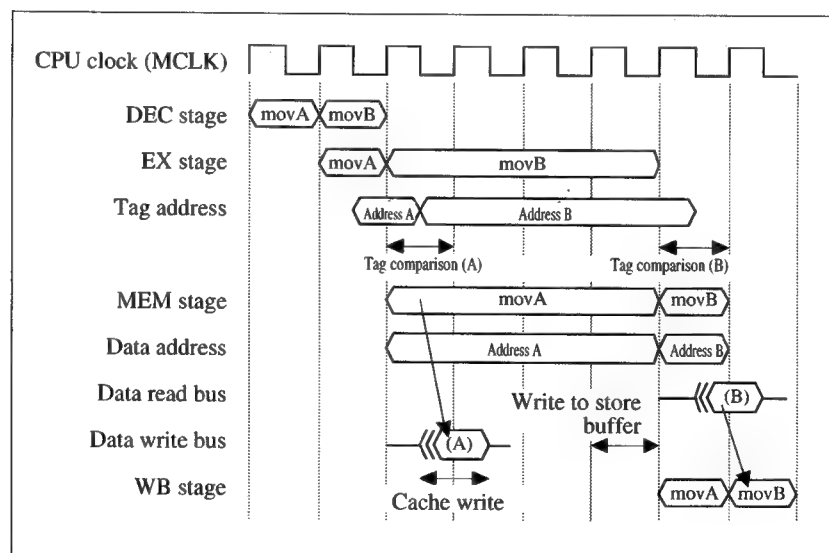 CPU clock (MCLK)
DEC stage movA movB
EX stage movA movB
Tag address Address A Address B
Tag comparison (A) Tag comparison (B)
MEM stage movA movB
Data address Address A Address B
Data read bus (B)
Write to store
buffer
Data write bus (A)
Cache write
WB stage movA movB